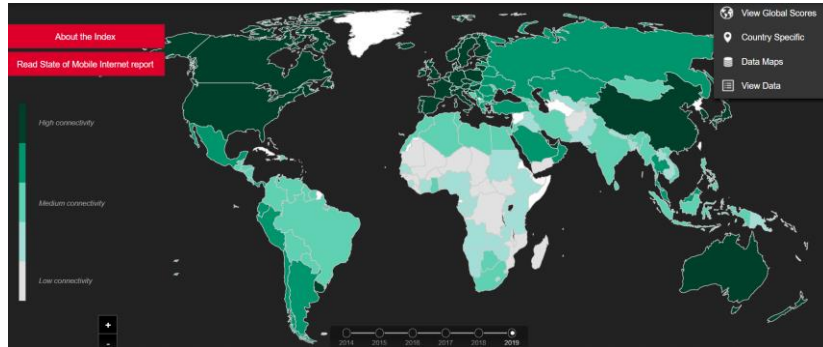 About the Index
Read State of Mobile Internet report
View Global Scores
Country Specific
Data Maps
View Data
High connectivity
Medium connectivity
Low connectivity
+
-
2014 2015 2016 2017 2018 2019